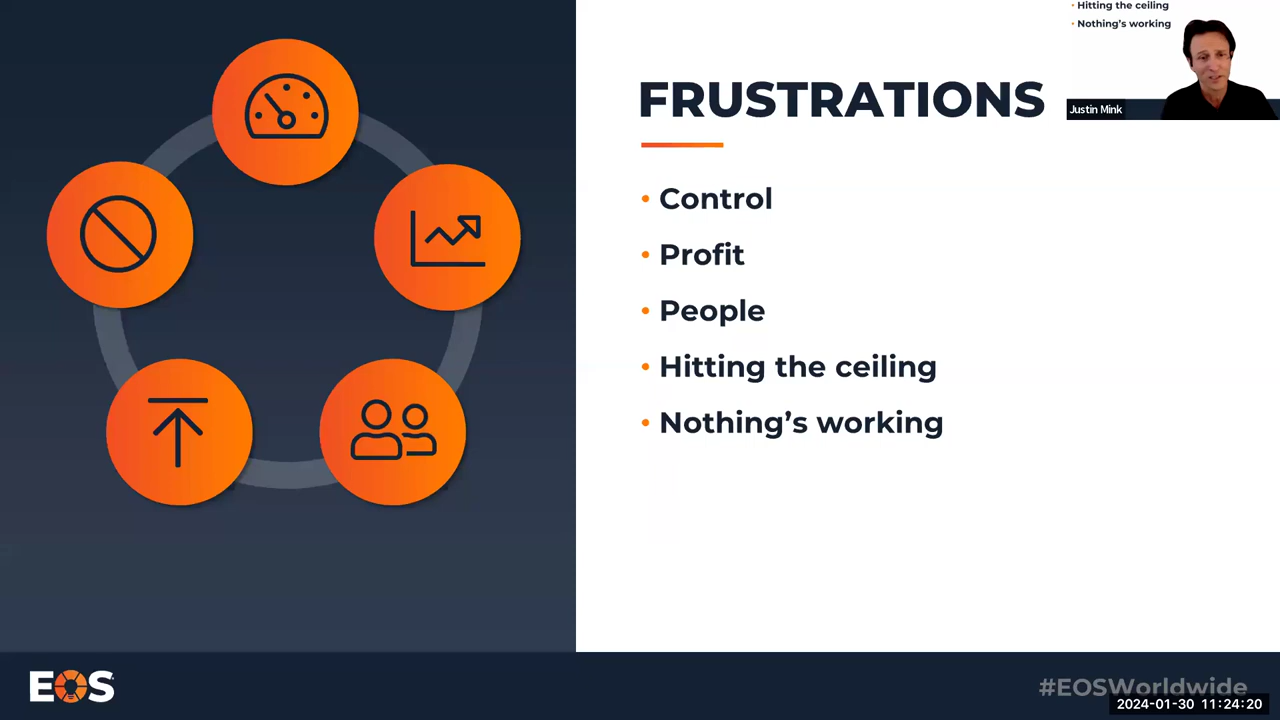 • Hitting the ceiling
• Nothing's working
Justin Mink
FRUSTRATIONS
• Control
• Profit
• People
• Hitting the ceiling
• Nothing's working
EOS
#EOSWorldwide
2024-01-30 11:24:20